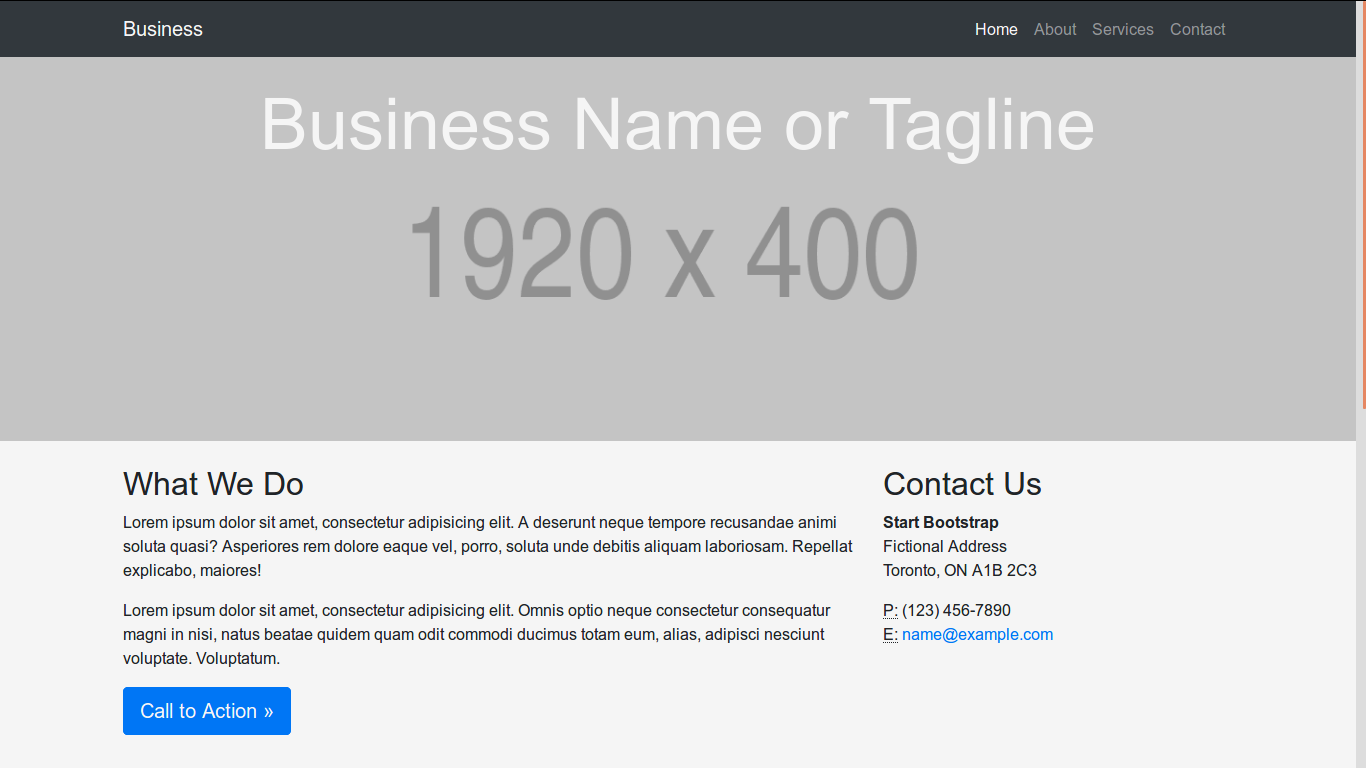 Business
Home About Services Contact
Business Name or Tagline
1920 x 400
What We Do
Lorem ipsum dolor sit amet, consectetur adipisicing elit. A deserunt neque tempore recusandae animi
soluta quasi? Asperiores rem dolore eaque vel, porro, soluta unde debitis aliquam laboriosam. Repellat
explicabo, maiores!
Lorem ipsum dolor sit amet, consectetur adipisicing elit. Omnis optio neque consectetur consequatur
magni in nisi, natus beatae quidem quam odit commodi ducimus totam eum, alias, adipisci nesciunt
voluptate. Voluptatum.
Call to Action »
Contact Us
Start Bootstrap
Fictional Address
Toronto, ON A1B 2C3
P: (123) 456-7890
E: name@example.com